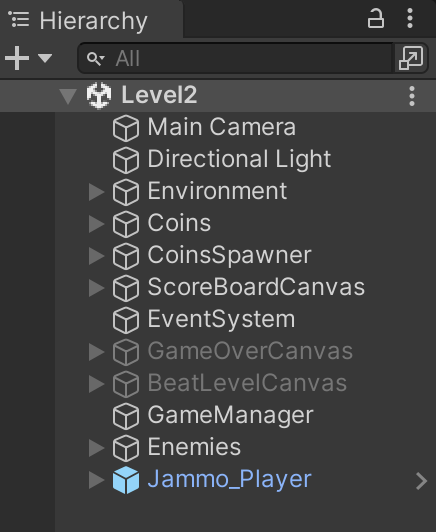 Hierarchy
All
Level2
Main Camera
Directional Light
Environment
Coins
CoinsSpawner
ScoreBoardCanvas
EventSystem
GameOverCanvas
BeatLevelCanvas
GameManager
Enemies
Jammo_Player